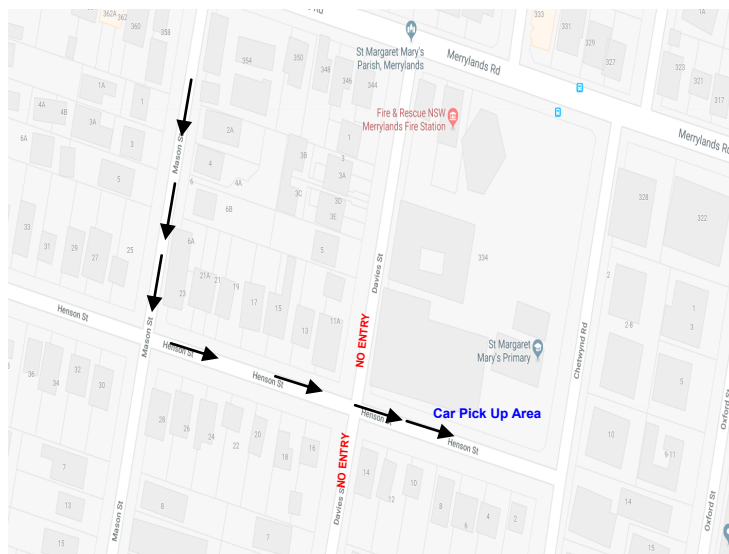 362A
362
360
358
Rd
St Margaret Mary's
Parish, Merrylands
Merrylands Rd
333
331
329
327
1A
323
321
317
354
350
348
346
344
Fire & Rescue NSW
Merrylands Fire Station
Merrylands Rd
1A
1
4A
4B
3A
3
6A
5
Mason St
2A
4
4A
6
6B
6A
1
3
3A
3B
3C
3D
3E
5
328
322
33
31
29
27
25
23
21A
21
19
17
15
13
11A
Davies St
334
2
2-8
1
3
Henson St
Mason St
Henson St
NO ENTRY
St Margaret
Mary's Primary
Chetwynd Rd
5
36
34
32
30
Henson St
Henson St
Car Pick Up Area
Henson St
Oxford St
28
26
24
22
20
18
16
NO ENTRY
Davies St
14
12
10
8
6
4
2
10
9-11
7
13
15
Mason St
8
7
14
15
Oxford St